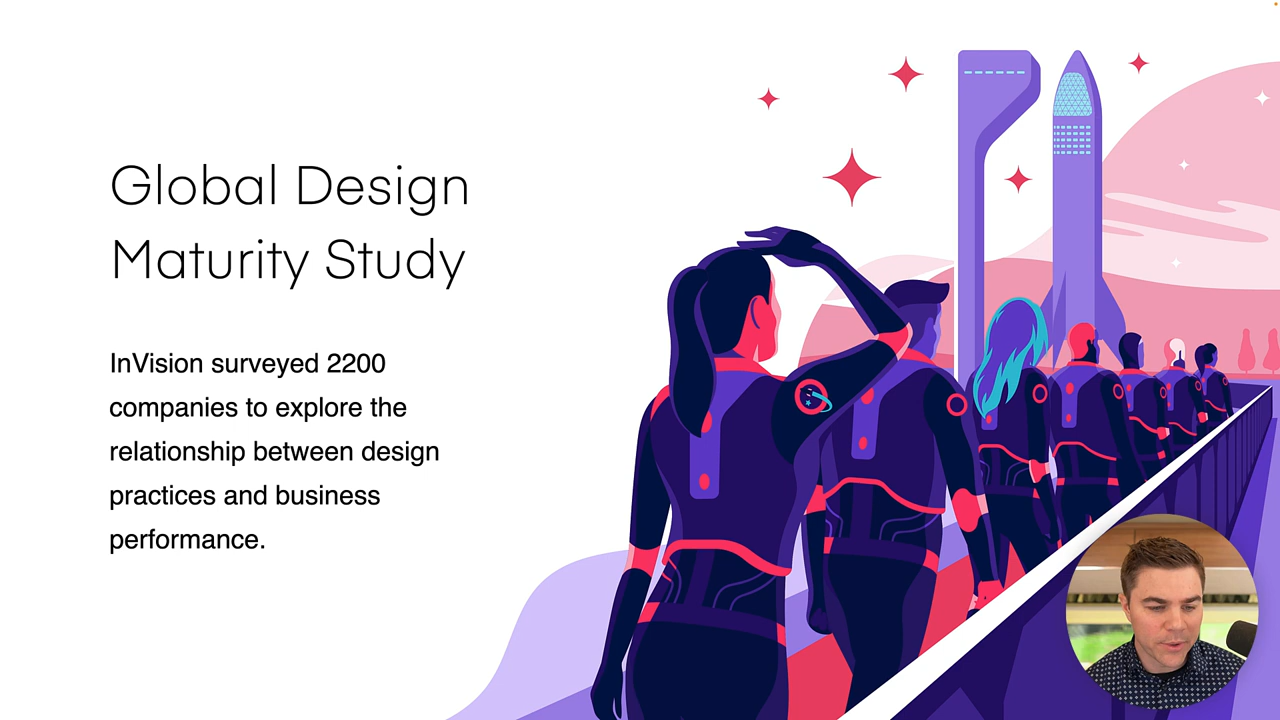 Global Design
Maturity Study
InVision surveyed 2200
companies to explore the
relationship between design
practices and business
performance.